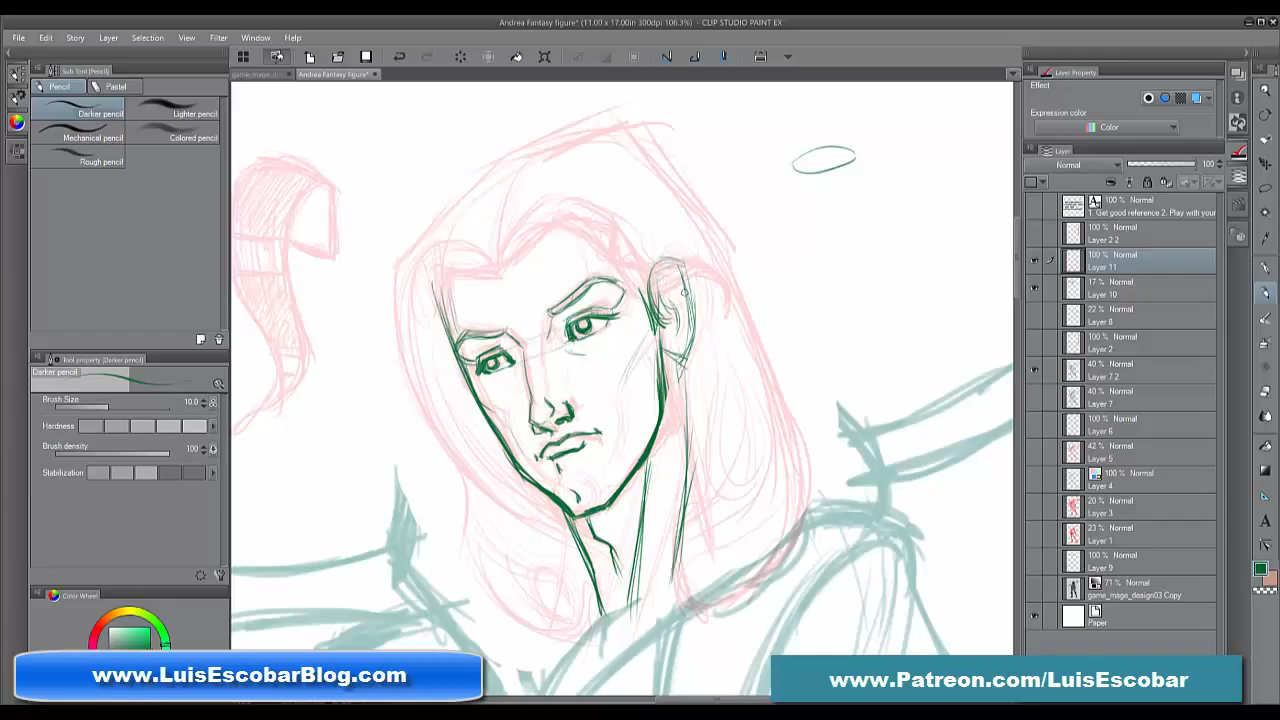 Andrea Fantasy figure* (11.00 x 17.00in 300dpi 106.3%) - CLIP STUDIO PAINT EX
File Edit Story Layer Selection View Filter Window Help
Sub Tool [Pencil]
game_mage_d
Andrea Fantasy figure*
Pencil Pastel
Darker pencil Lighter pencil
Mechanical pencil Colored pencil
Rough pencil
Tool property [Darker pencil]
Darker pencil
Brush Size 10.0
Hardness
Brush density 100
Stabilization
Color Wheel
Layer Property
Effect
Expression color
Color
Layer
Normal 100
100 % Normal
1. Get good reference 2. Play with your
100 % Normal
Layer 2 2
100 % Normal
Layer 11
17 % Normal
Layer 10
22 % Normal
Layer 8
100 % Normal
Layer 2
40 % Normal
Layer 7 2
40 % Normal
Layer 7
100 % Normal
Layer 6
42 % Normal
Layer 5
100 % Normal
Layer 4
20 % Normal
Layer 3
23 % Normal
Layer 1
100 % Normal
Layer 9
71 % Normal
game_mage_design03 Copy
Paper
www.LuisEscobarBlog.com
www.Patreon.com/LuisEscobar